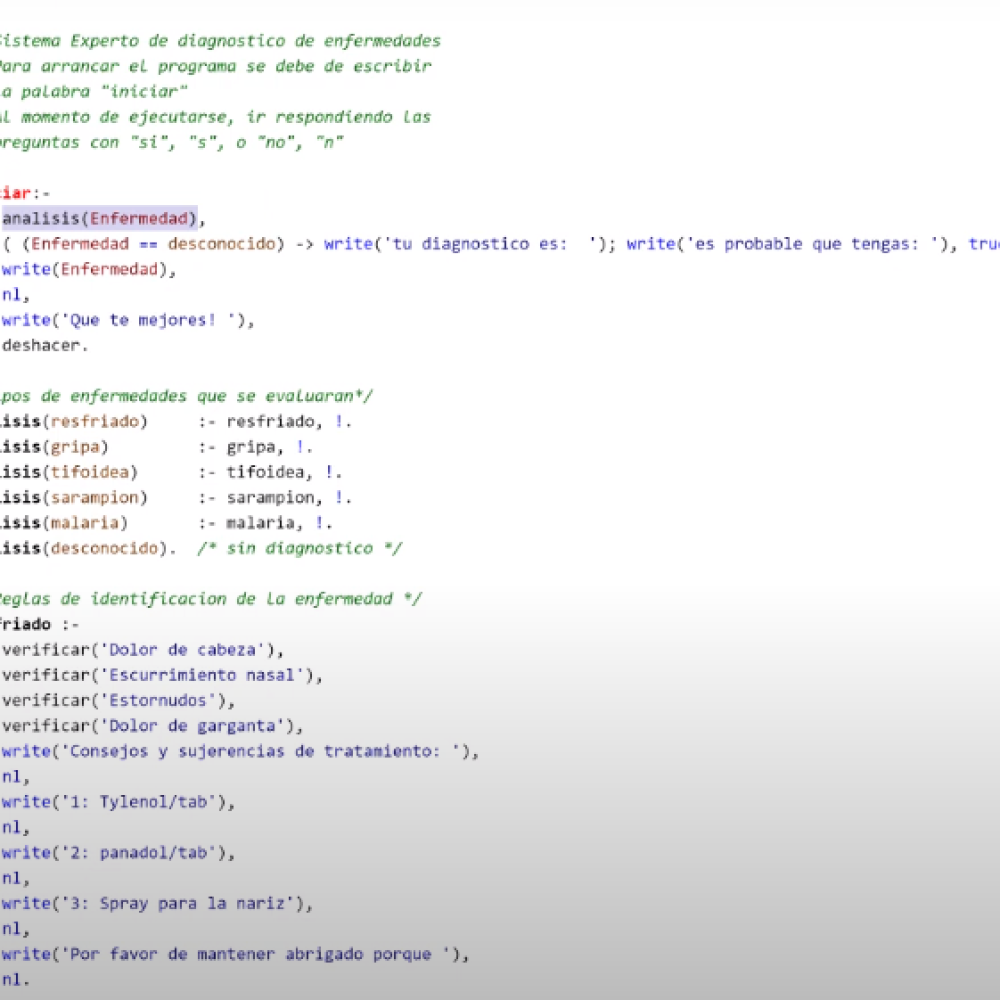 istema Experto de diagnostico de enfermedades
ara arrancar el programa se debe de escribir
a palabra "iniciar"
l momento de ejecutarse, ir respondiendo las
reguntas con "si", "s", o "no", "n"
iar:-
analisis(Enfermedad),
( (Enfermedad == desconocido) -> write('tu diagnostico es:  '); write('es probable que tengas: '), tru
write(Enfermedad),
nl,
write('Que te mejores! '),
deshacer.
pos de enfermedades que se evaluaran*/
isis(resfriado)     :- resfriado, !.
isis(gripa)         :- gripa, !.
isis(tifoidea)      :- tifoidea, !.
isis(sarampion)     :- sarampion, !.
isis(malaria)       :- malaria, !.
isis(desconocido).  /* sin diagnostico */
eglas de identificacion de la enfermedad */
friado :-
verificar('Dolor de cabeza'),
verificar('Escurrimiento nasal'),
verificar('Estornudos'),
verificar('Dolor de garganta'),
write('Consejos y sujerencias de tratamiento: '),
nl,
write('1: Tylenol/tab'),
nl,
write('2: panadol/tab'),
nl,
write('3: Spray para la nariz'),
nl,
write('Por favor de mantener abrigado porque '),
nl.